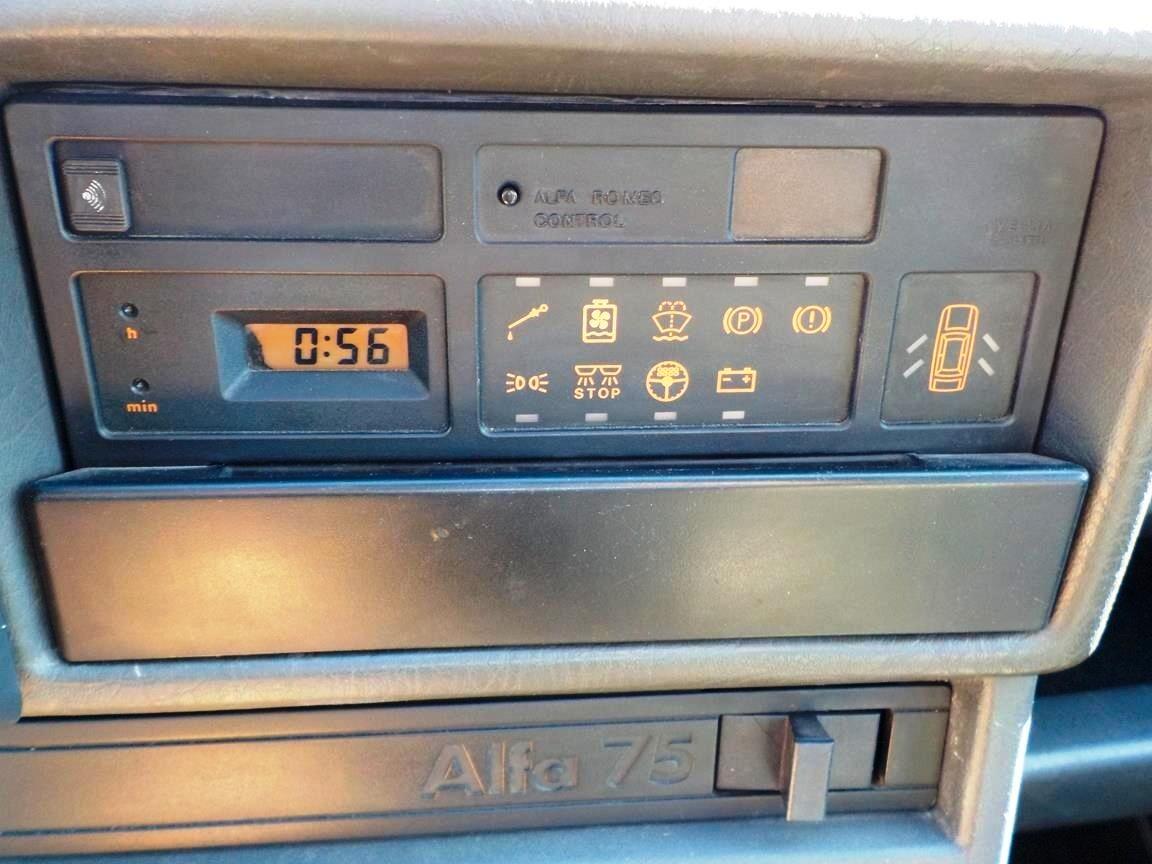 ALFA ROMEO
CONTROL
h
0:56
min
P
!
STOP
- +
Alfa 75